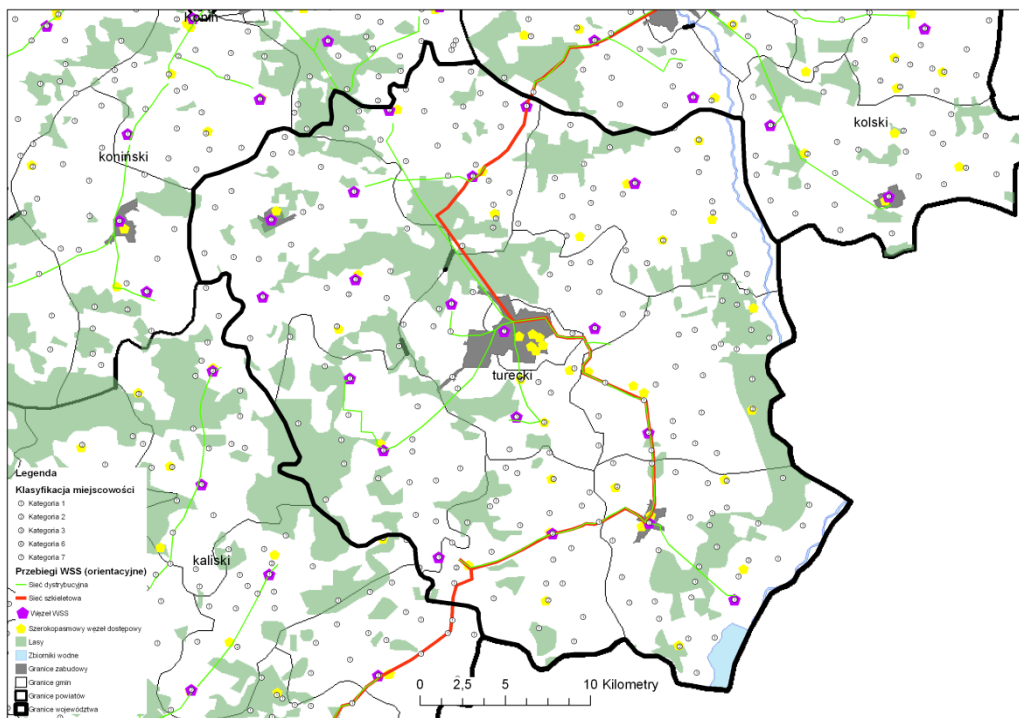 Konin
kolski
koniński
turecki
kaliski
Legenda
Klasyfikacja miejscowości
Kategoria 1
Kategoria 2
Kategoria 3
Kategoria 6
Kategoria 7
Przebiegi WSS (orientacyjne)
Sieć dystrybucyjna
Sieć szkieletowa
Węzeł WSS
Szerokopasmowy węzeł dostępowy
Lasy
Zbiorniki wodne
Granice zabudowy
Granice gmin
Granice powiatów
Granice województwa
0 2,5 5 10 Kilometry